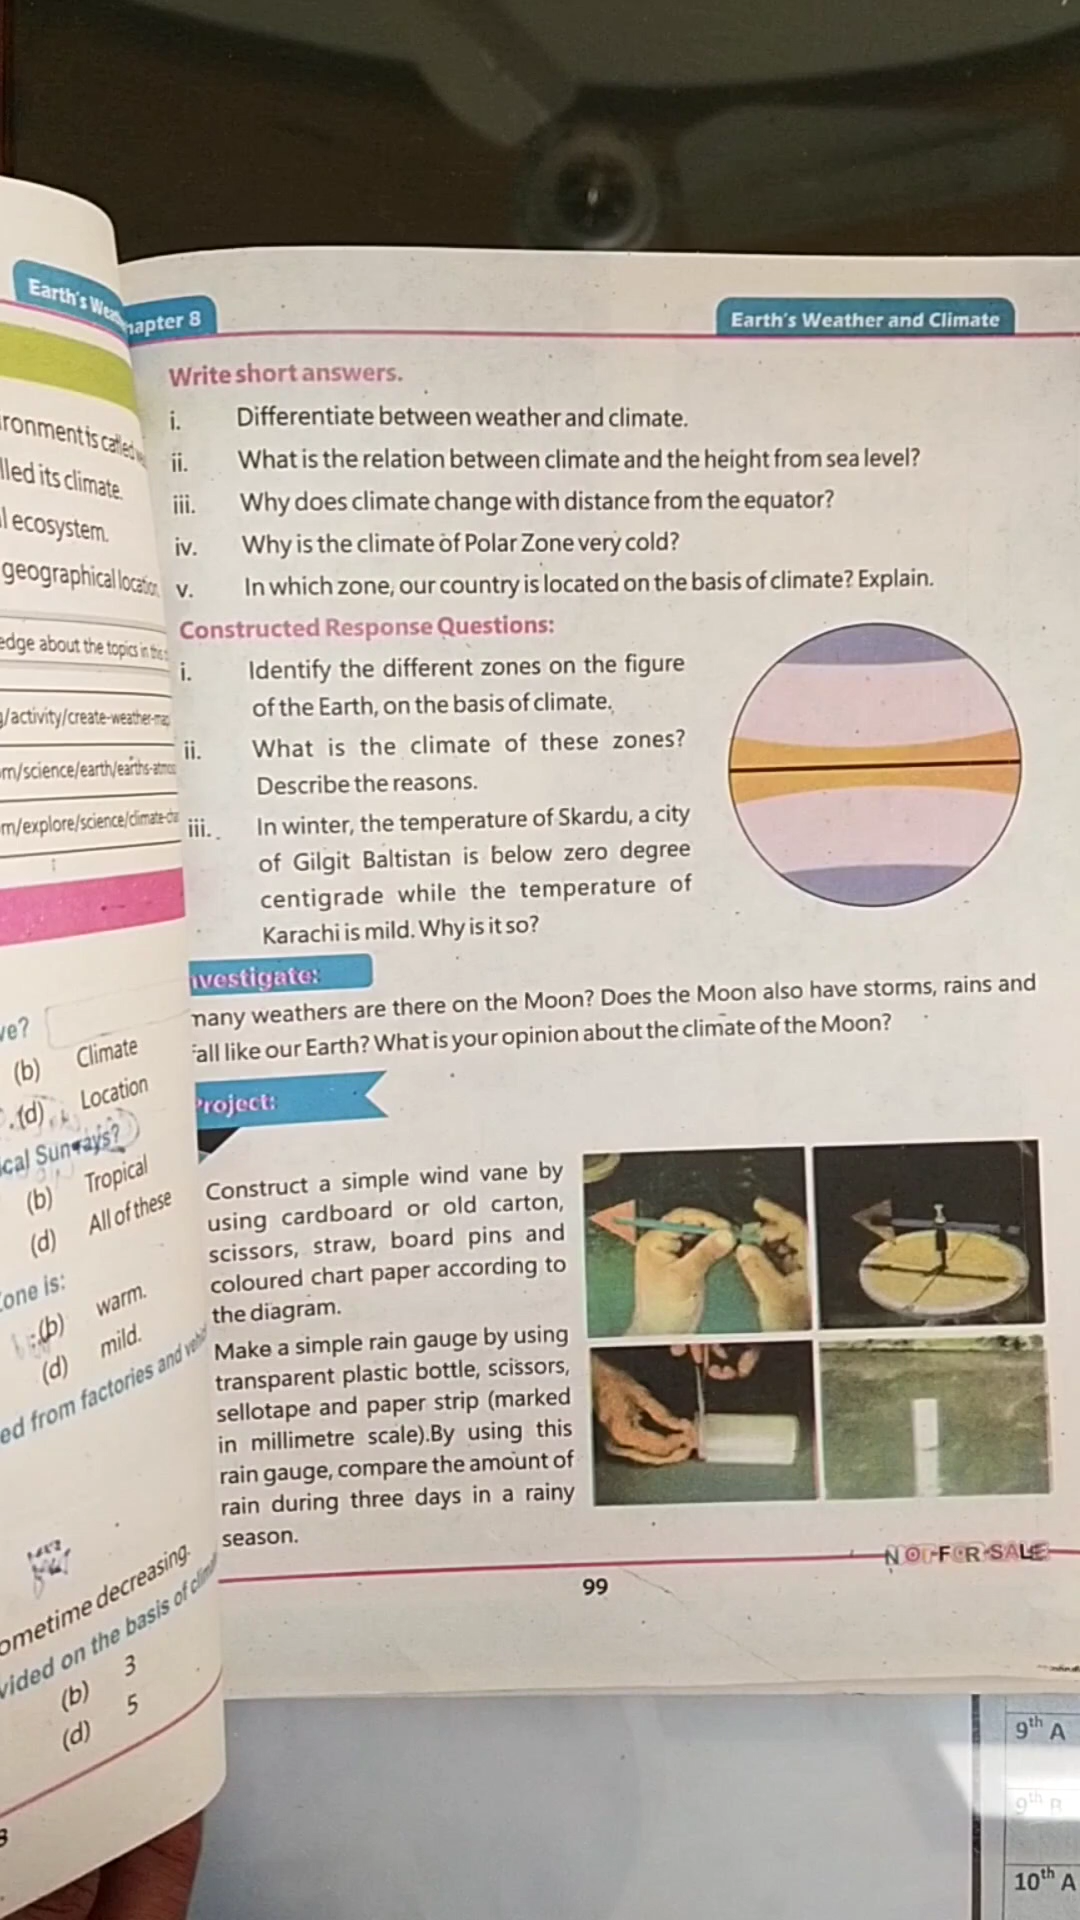 Earth's Wea
hapter 8
Earth's Weather and Climate
Write short answers.
i. Differentiate between weather and climate.
ii. What is the relation between climate and the height from sea level?
iii. Why does climate change with distance from the equator?
iv. Why is the climate of Polar Zone very cold?
v. In which zone, our country is located on the basis of climate? Explain.
Constructed Response Questions:
i. Identify the different zones on the figure
of the Earth, on the basis of climate.
ii. What is the climate of these zones?
Describe the reasons.
iii. In winter, the temperature of Skardu, a city
of Gilgit Baltistan is below zero degree
centigrade while the temperature of
Karachi is mild. Why is it so?
nvestigate:
many weathers are there on the Moon? Does the Moon also have storms, rains and
fall like our Earth? What is your opinion about the climate of the Moon?
Project:
Construct a simple wind vane by
using cardboard or old carton,
scissors, straw, board pins and
coloured chart paper according to
the diagram.
Make a simple rain gauge by using
transparent plastic bottle, scissors,
sellotape and paper strip (marked
in millimetre scale).By using this
rain gauge, compare the amount of
rain during three days in a rainy
season.
NOT FOR SALE
99
ronment is called
lled its climate.
l ecosystem.
geographical location
edge about the topics in this
/activity/create-weather-map
m/science/earth/earths-atmos
m/explore/science/climate-cha
ve?
(b) Climate
(d) Location
ical Sun rays?
(b) Tropical
(d) All of these
one is:
(b) warm.
(d) mild.
ed from factories and vehi
ometime decreasing.
vided on the basis of clim
(b) 3
(d) 5
9th A
9th B
10th A